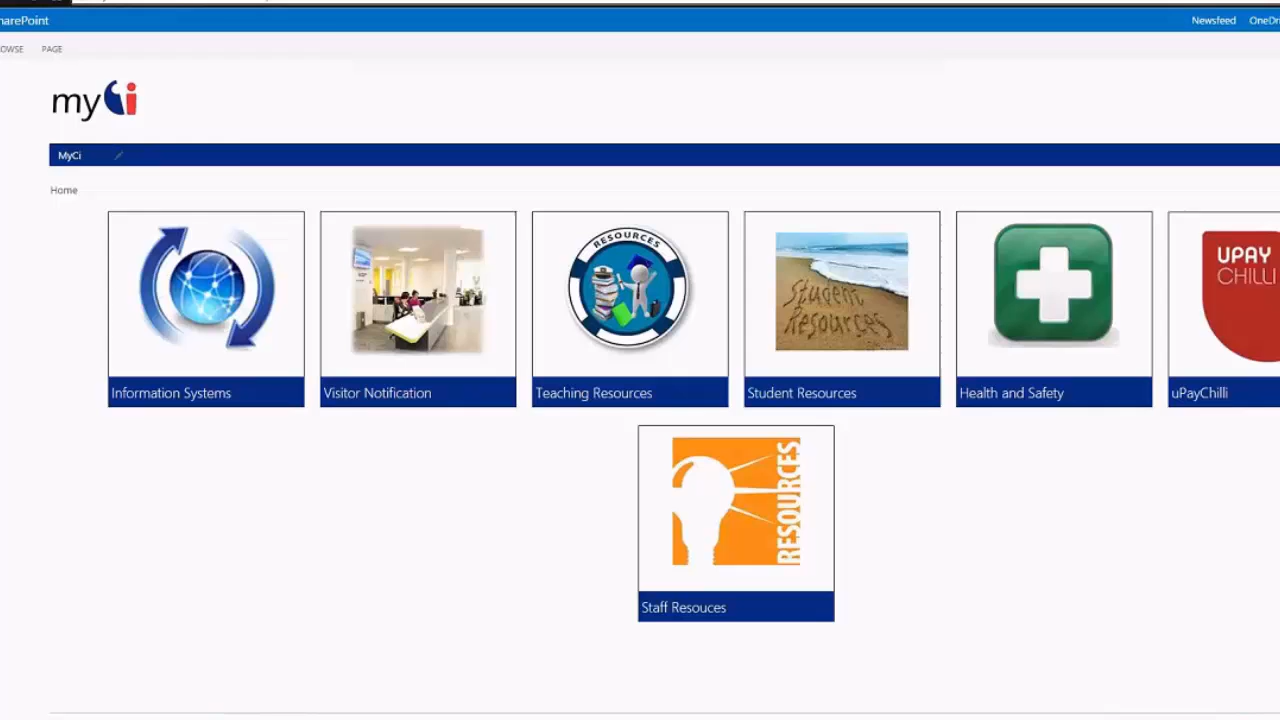 harePoint
Newsfeed OneDri
OWSE PAGE
myCi
MyCi
Home
RESOURCES
Student
Resources
UPAY
CHILLI
Information Systems
Visitor Notification
Teaching Resources
Student Resources
Health and Safety
uPayChilli
RESOURCES
Staff Resouces